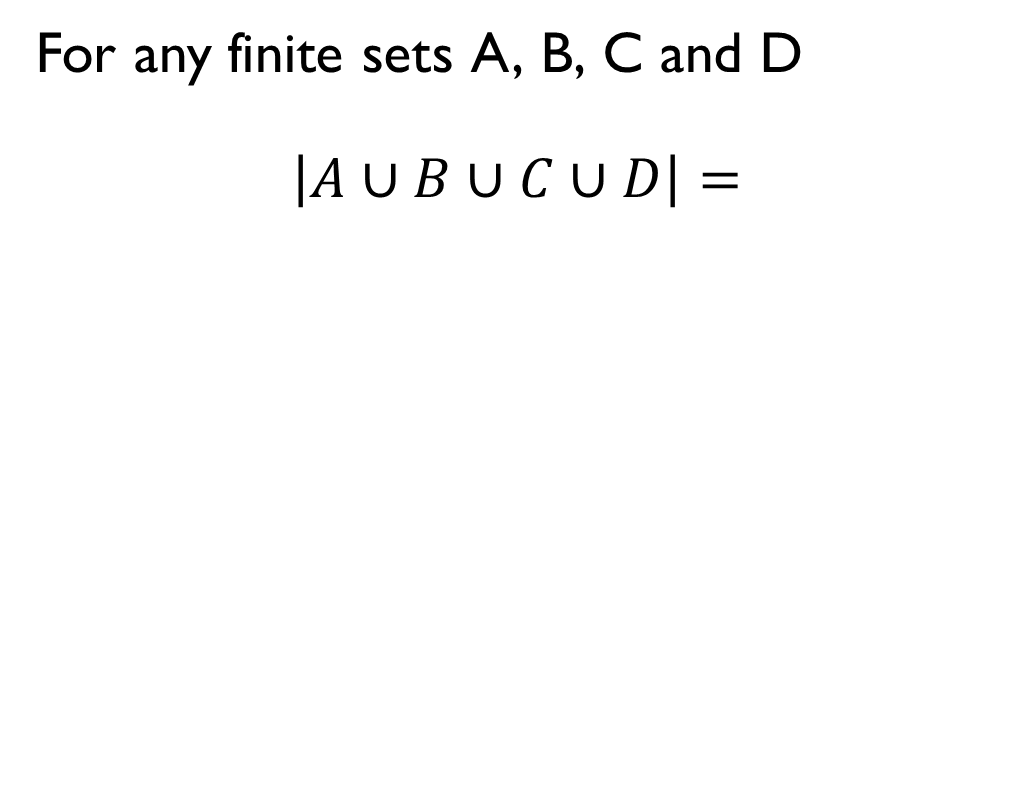 For any finite sets A, B, C and D
|𝐴 ∪ 𝐵 ∪ 𝐶 ∪ 𝐷| =